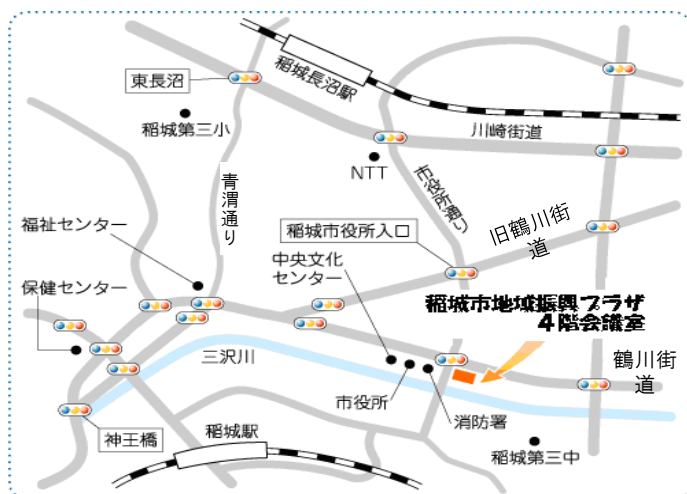 稲城長沼駅
東長沼
稲城第三小
川崎街道
NTT
青渭通り
市役所通り
福祉センター
稲城市役所入口
旧鶴川街
道
中央文化
センター
保健センター
稲城市地域振興プラザ
4階会議室
三沢川
鶴川街
道
市役所
消防署
神王橋
稲城駅
稲城第三中